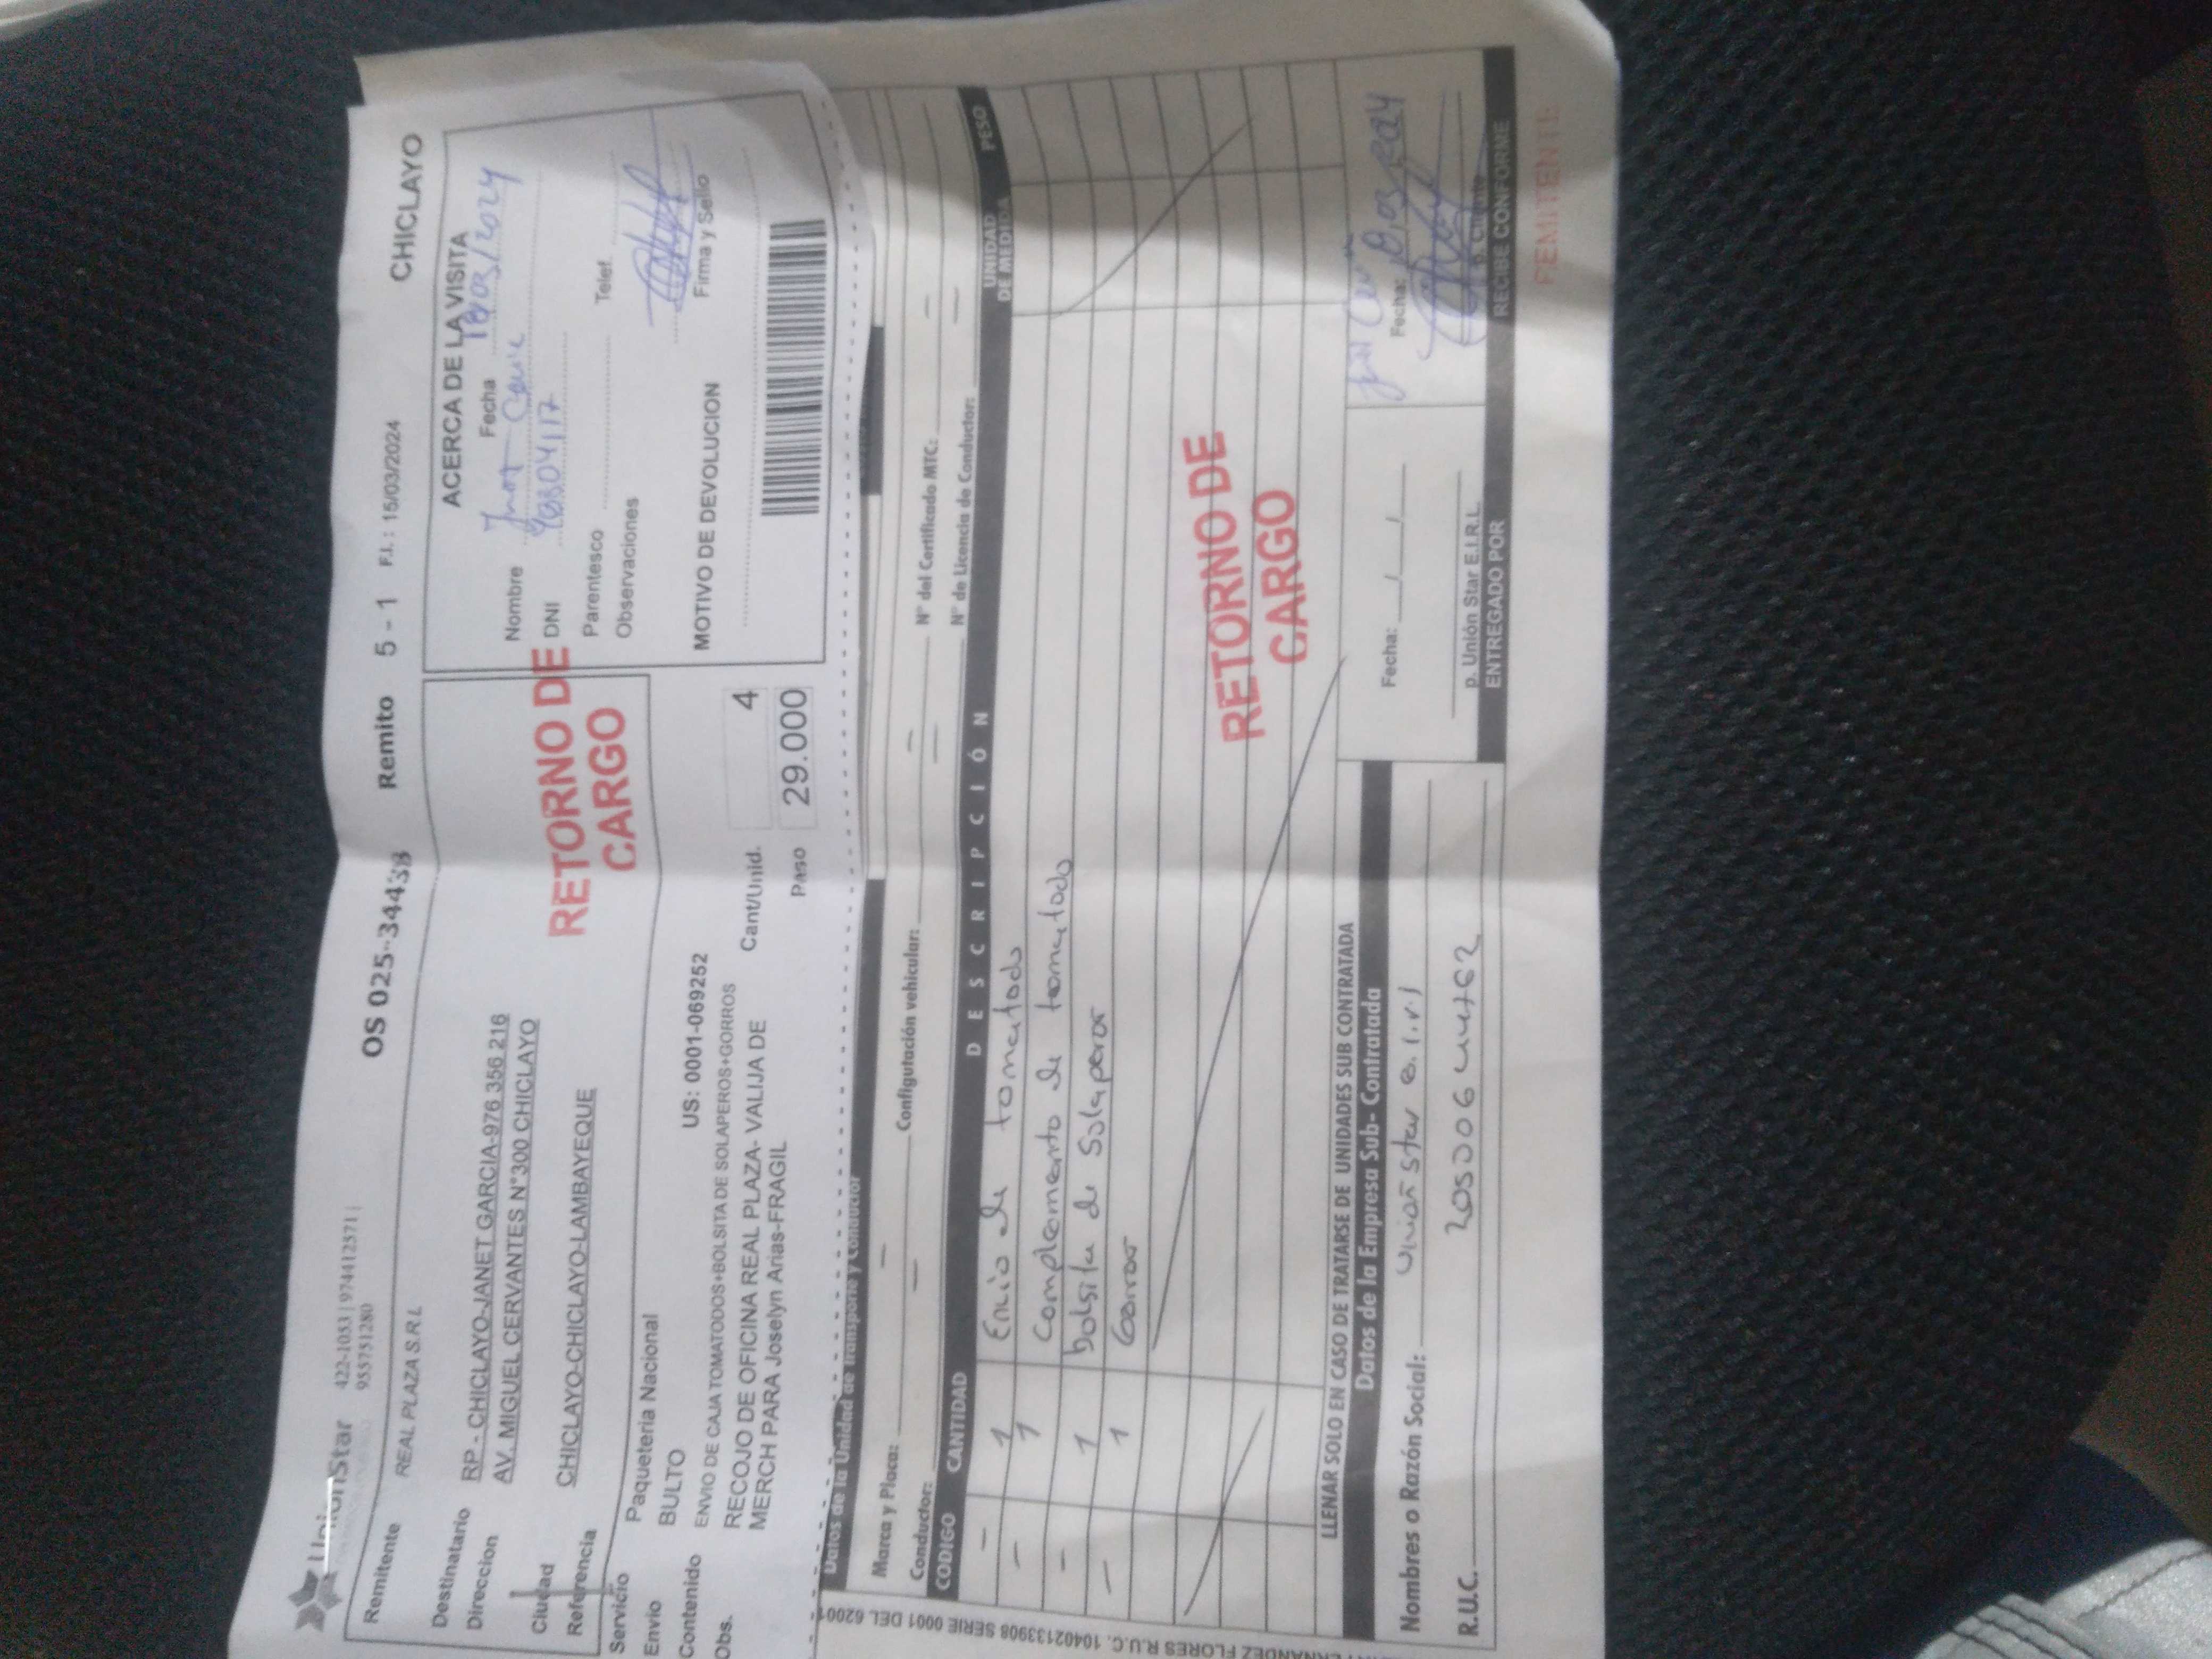 UnionStar
422-1033 | 974412571 |
955751280
OS 025-344438 Remito 5 - 1 F.I. : 15/03/2024 CHICLAYO
Remitente REAL PLAZA S.R.L
Destinatario RP - CHICLAYO-JANET GARCIA-976 356 216
Direccion AV. MIGUEL CERVANTES N°300 CHICLAYO
Ciudad CHICLAYO-CHICLAYO-LAMBAYEQUE
Referencia
RETORNO DE
CARGO
Servicio Paqueteria Nacional
Envio BULTO US: 0001-069252
Contenido ENVIO DE CAJA TOMATODOS+BOLSITA DE SOLAPEROS+GORROS
Obs. RECOJO DE OFICINA REAL PLAZA- VALIJA DE
MERCH PARA Joselyn Arias-FRAGIL
Cant/Unid. 4
Paso 29.000
ACERCA DE LA VISITA
Fecha 18/03/2024
Nombre
DNI
Parentesco Telef.
Observaciones
Firma y Sello
MOTIVO DE DEVOLUCION
Datos de la Unidad de Transporte y Conductor
Marca y Placa: Configutación vehicular: N° del Certificado MTC:
Conductor: N° de Licencia de Conductor:
CODIGO CANTIDAD DESCRIPCIÓN UNIDAD DE MEDIDA PESO
- 1 Envio de tomatodo
- 1 Complemento de tomatodo
- 1 bolsita de Solaperor
- 1 Gorror
RETORNO DE
CARGO
LLENAR SOLO EN CASO DE TRATARSE DE UNIDADES SUB CONTRATADA
Datos de la Empresa Sub- Contratada
Nombres o Razón Social: Union Star e.i.r.l
R.U.C.
Fecha:
p. Unión Star E.I.R.L.
ENTREGADO POR
Fecha: 18,03,2024
p. Cliente
RECIBE CONFORME
REMITENTE
FERNANDEZ FLORES R.U.C. 10402133908 SERIE 0001 DEL 62001